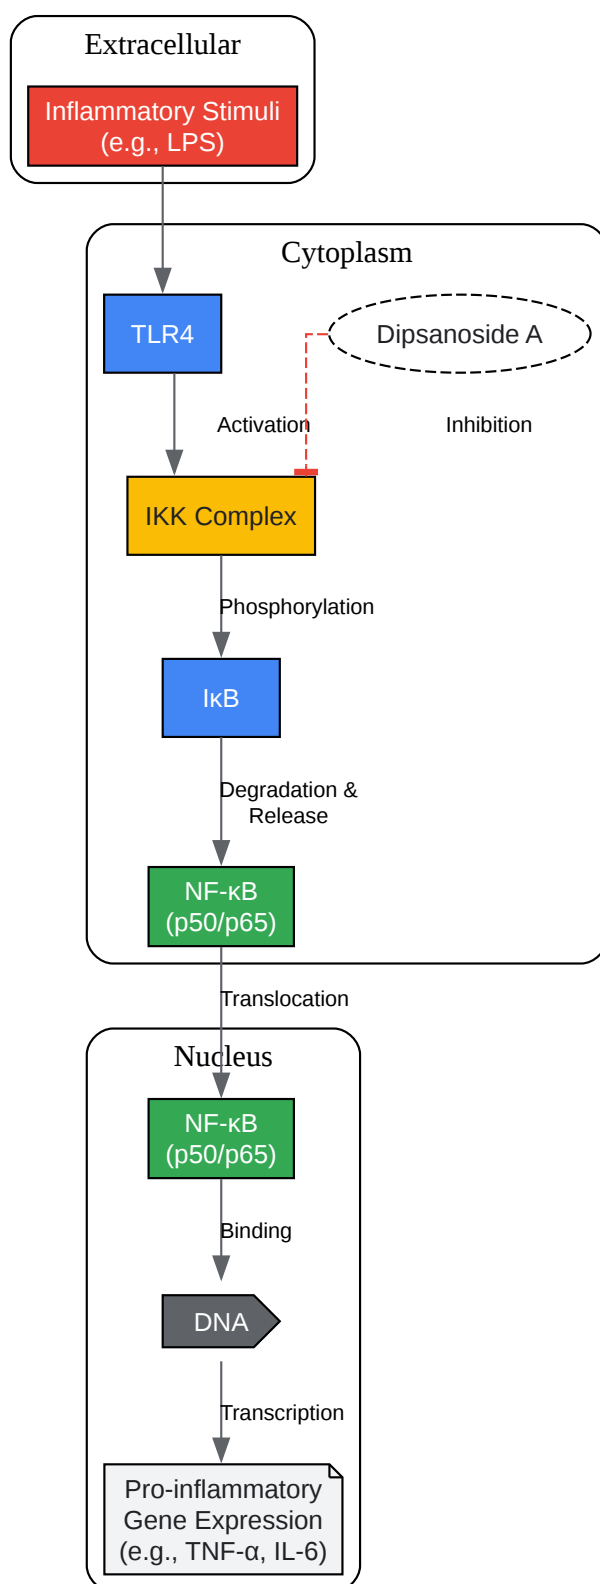 Extracellular
Inflammatory Stimuli
(e.g., LPS)
Cytoplasm
TLR4
Dipsanoside A
Activation
Inhibition
IKK Complex
Phosphorylation
IκB
Degradation &
Release
NF-κB
(p50/p65)
Translocation
Nucleus
NF-κB
(p50/p65)
Binding
DNA
Transcription
Pro-inflammatory
Gene Expression
(e.g., TNF-α, IL-6)